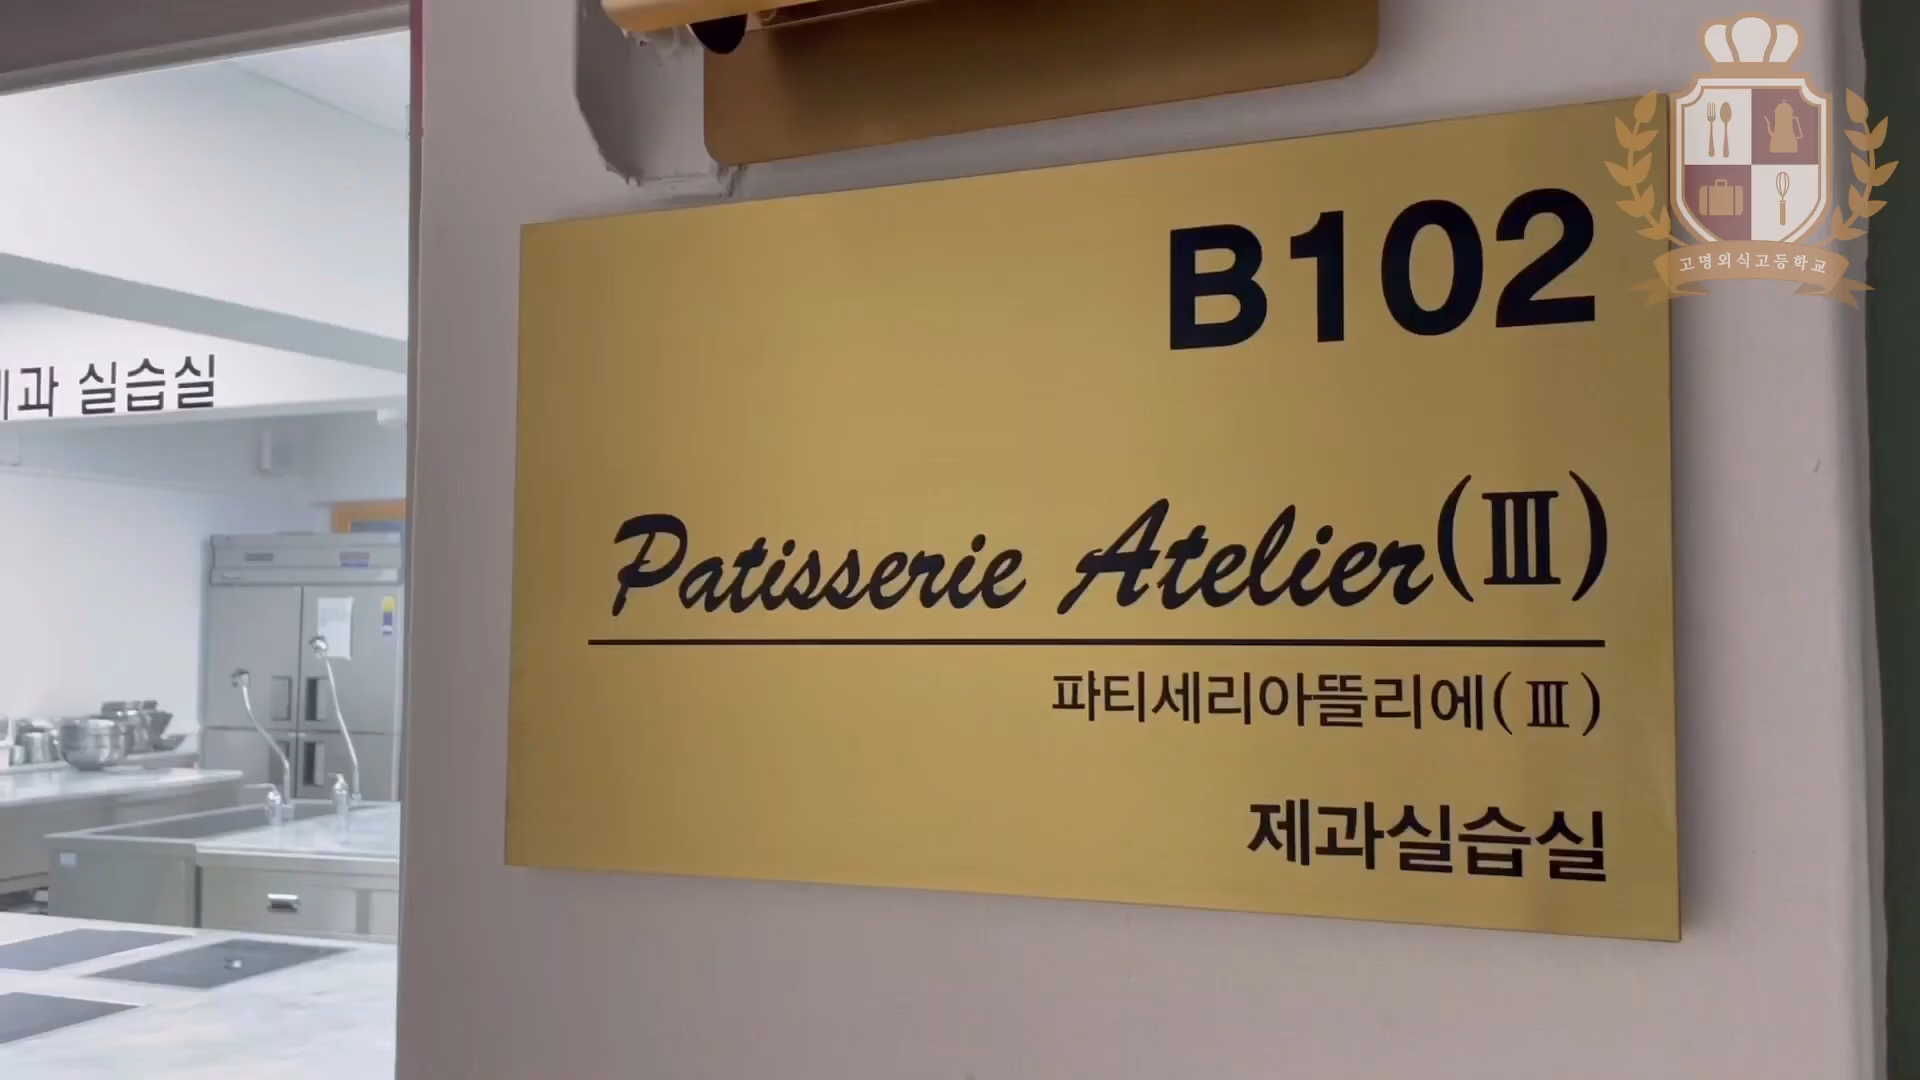 고명외식고등학교
B102
과 실습실
Patisserie Atelier(Ⅲ)
파티세리아뜰리에(Ⅲ)
제과실습실